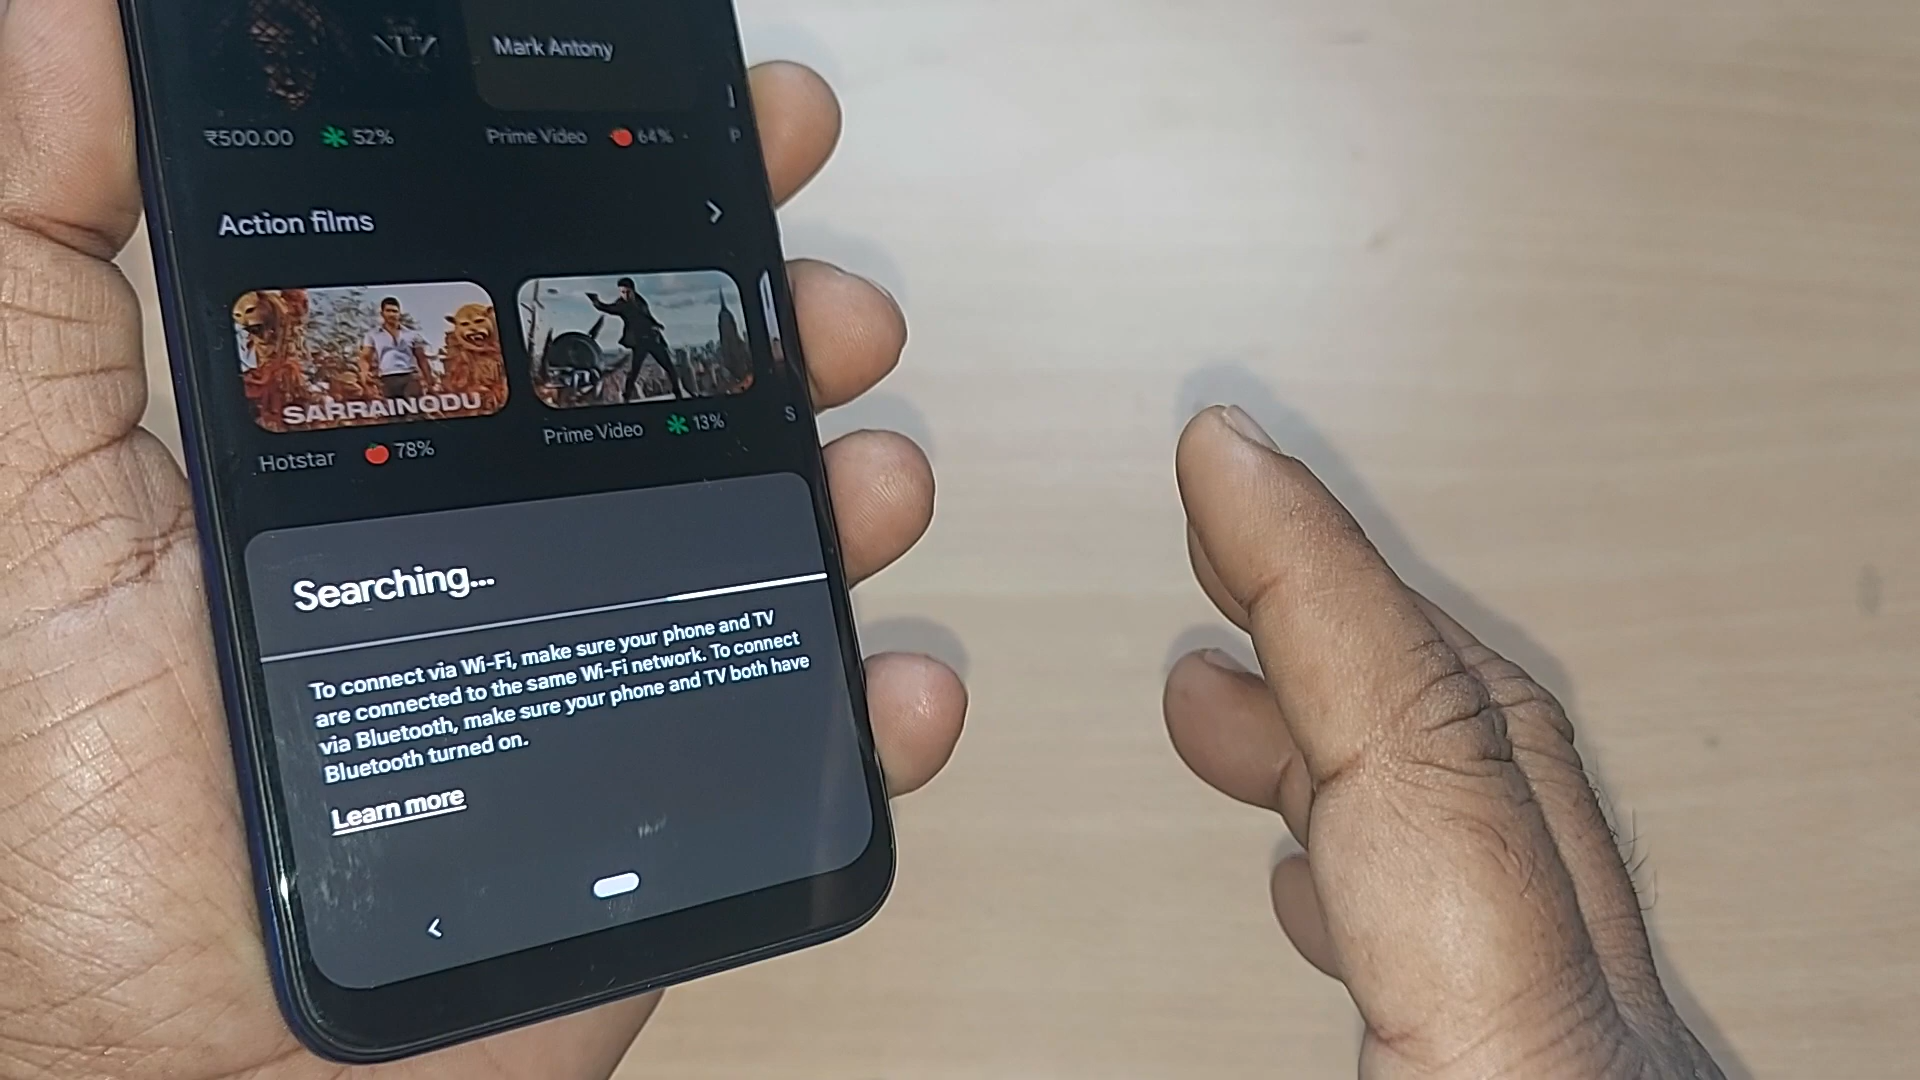 NUN
Mark Antony
₹500.00 52%
Prime Video 64%
P
Action films
SARRAINODU
Hotstar 78%
Prime Video 13%
S
Searching...
To connect via Wi-Fi, make sure your phone and TV
are connected to the same Wi-Fi network. To connect
via Bluetooth, make sure your phone and TV both have
Bluetooth turned on.
Learn more